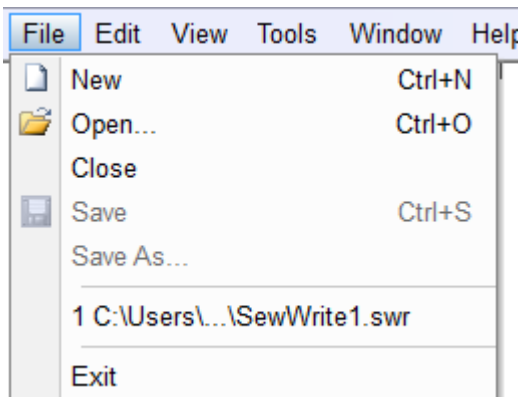 File Edit View Tools Window Help
New Ctrl+N
Open... Ctrl+O
Close
Save Ctrl+S
Save As...
1 C:\Users\...\SewWrite1.swr
Exit